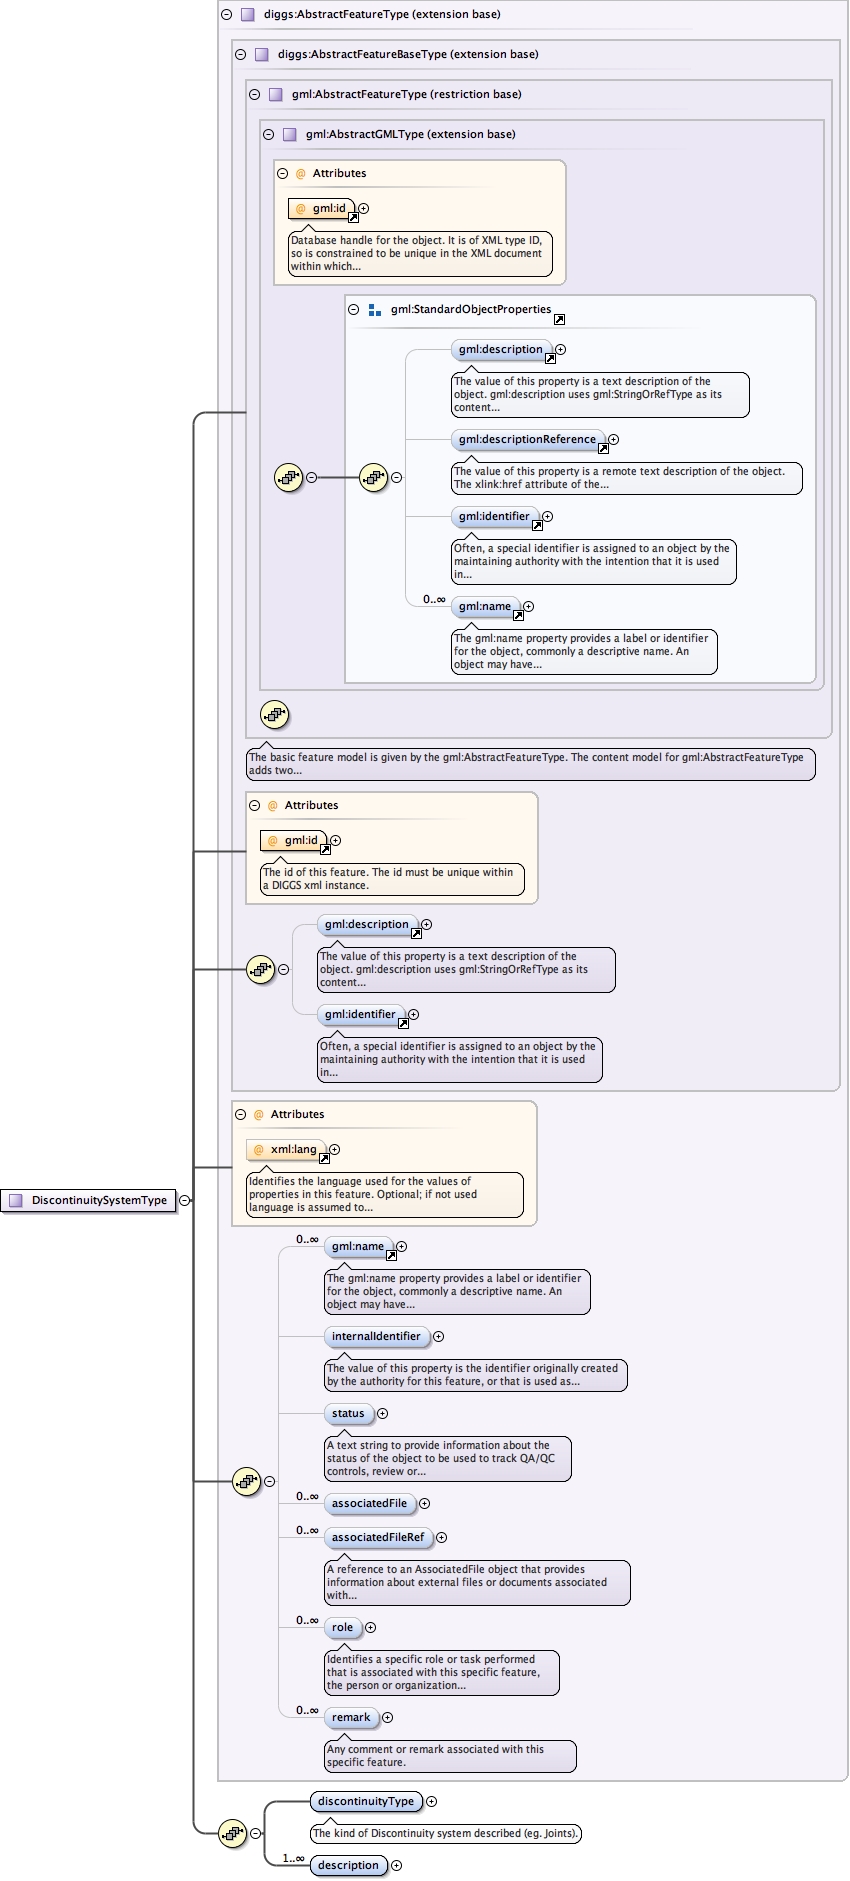 diggs:AbstractFeatureType (extension base)
diggs:AbstractFeatureBaseType (extension base)
gml:AbstractFeatureType (restriction base)
gml:AbstractGMLType (extension base)
@ Attributes
@ gml:id
Database handle for the object. It is of XML type ID,
so is constrained to be unique in the XML document
within which...
gml:StandardObjectProperties
gml:description
The value of this property is a text description of the
object. gml:description uses gml:StringOrRefType as its
content...
gml:descriptionReference
The value of this property is a remote text description of the object.
The xlink:href attribute of the...
gml:identifier
Often, a special identifier is assigned to an object by the
maintaining authority with the intention that it is used
in...
0..∞
gml:name
The gml:name property provides a label or identifier
for the object, commonly a descriptive name. An
object may have...
The basic feature model is given by the gml:AbstractFeatureType. The content model for gml:AbstractFeatureType
adds two...
@ Attributes
@ gml:id
The id of this feature. The id must be unique within
a DIGGS xml instance.
gml:description
The value of this property is a text description of the
object. gml:description uses gml:StringOrRefType as its
content...
gml:identifier
Often, a special identifier is assigned to an object by the
maintaining authority with the intention that it is used
in...
@ Attributes
@ xml:lang
Identifies the language used for the values of
properties in this feature. Optional; if not used
language is assumed to...
DiscontinuitySystemType
0..∞
gml:name
The gml:name property provides a label or identifier
for the object, commonly a descriptive name. An
object may have...
internalIdentifier
The value of this property is the identifier originally created
by the authority for this feature, or that is used as...
status
A text string to provide information about the
status of the object to be used to track QA/QC
controls, review or...
0..∞
associatedFile
0..∞
associatedFileRef
A reference to an AssociatedFile object that provides
information about external files or documents associated
with...
0..∞
role
Identifies a specific role or task performed
that is associated with this specific feature,
the person or organization...
0..∞
remark
Any comment or remark associated with this
specific feature.
discontinuityType
The kind of Discontinuity system described (eg. Joints).
1..∞
description